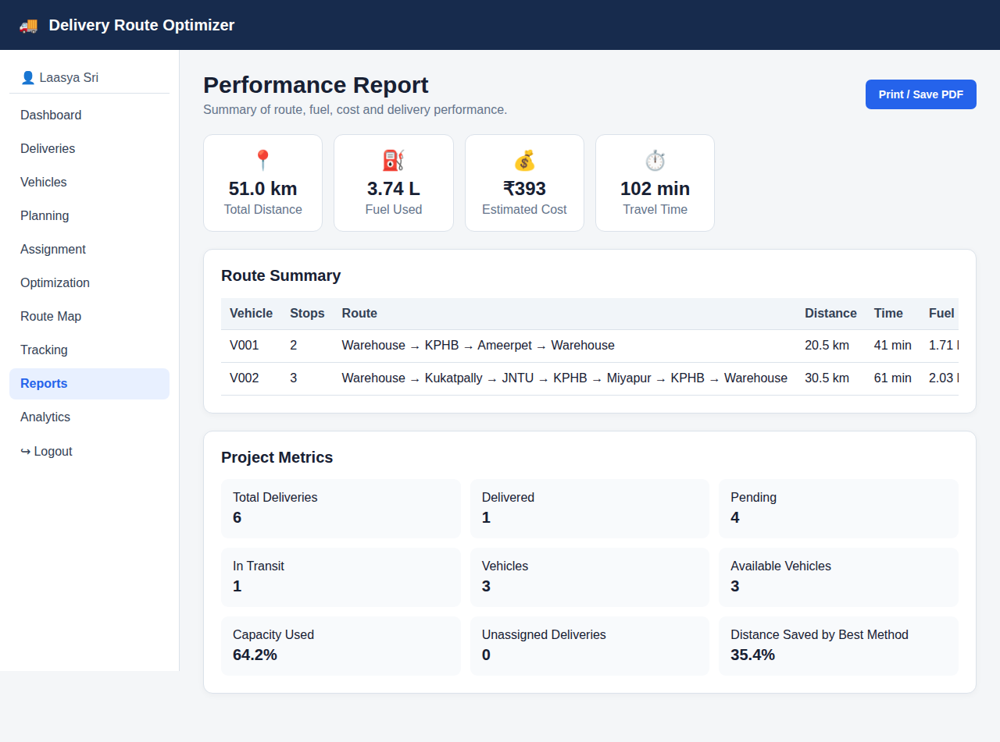 🚚 Delivery Route Optimizer
👤 Laasya Sri
Dashboard
Deliveries
Vehicles
Planning
Assignment
Optimization
Route Map
Tracking
Reports
Analytics
↪ Logout
Performance Report
Summary of route, fuel, cost and delivery performance.
Print / Save PDF
📍
51.0 km
Total Distance
⛽
3.74 L
Fuel Used
💰
₹393
Estimated Cost
⏱️
102 min
Travel Time
Route Summary
Vehicle Stops Route Distance Time Fuel
V001 2 Warehouse → KPHB → Ameerpet → Warehouse 20.5 km 41 min 1.71
V002 3 Warehouse → Kukatpally → JNTU → KPHB → Miyapur → KPHB → Warehouse 30.5 km 61 min 2.03
Project Metrics
Total Deliveries
6
Delivered
1
Pending
4
In Transit
1
Vehicles
3
Available Vehicles
3
Capacity Used
64.2%
Unassigned Deliveries
0
Distance Saved by Best Method
35.4%